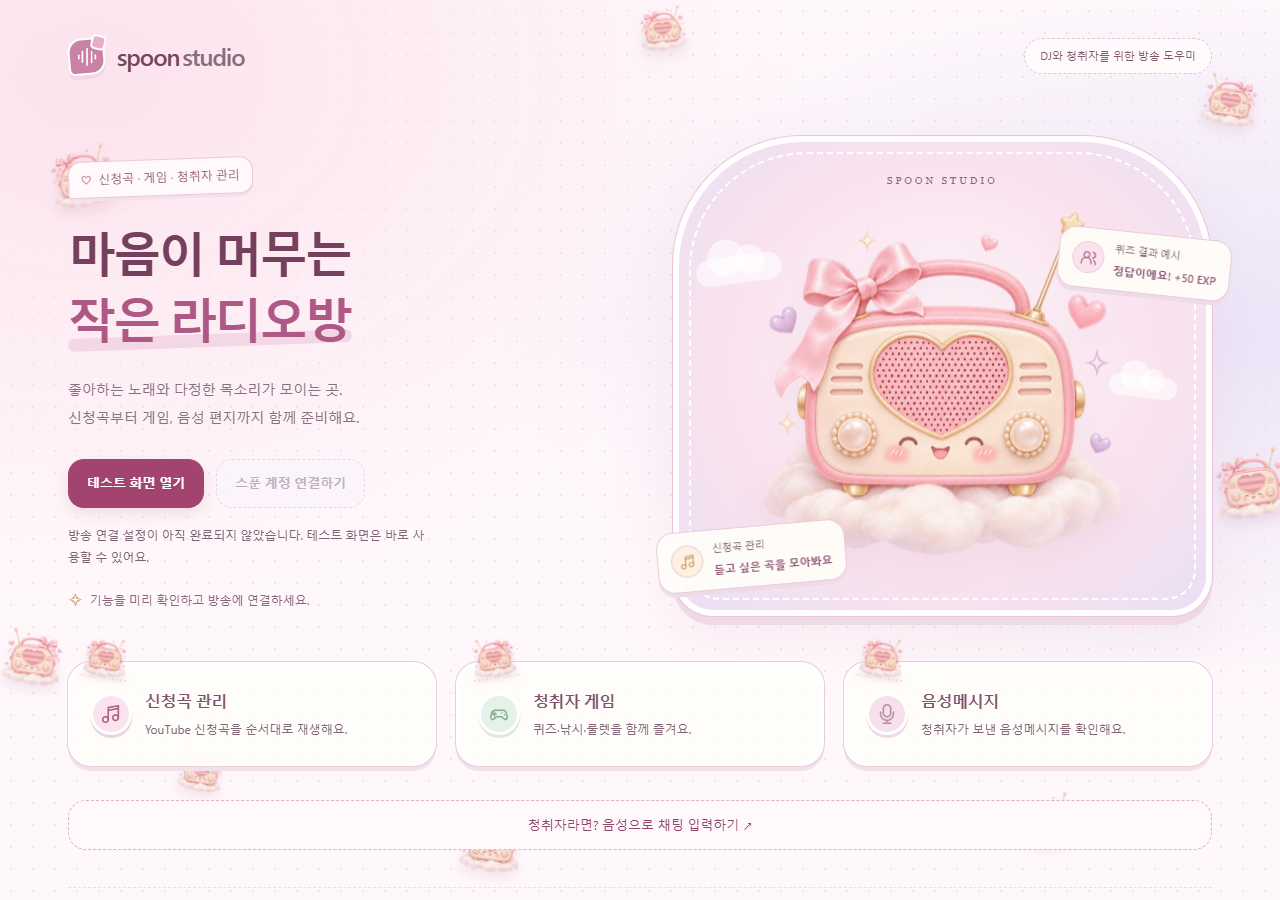 spoon studio
DJ와 청취자를 위한 방송 도우미
신청곡 · 게임 · 청취자 관리
마음이 머무는
작은 라디오방
좋아하는 노래와 다정한 목소리가 모이는 곳.
신청곡부터 게임, 음성 편지까지 함께 준비해요.
테스트 화면 열기
스푼 계정 연결하기
방송 연결 설정이 아직 완료되지 않았습니다. 테스트 화면은 바로 사
용할 수 있어요.
기능을 미리 확인하고 방송에 연결하세요.
SPOON STUDIO
퀴즈 결과 예시
정답이에요! +50 EXP
신청곡 관리
듣고 싶은 곡을 모아봐요
신청곡 관리
YouTube 신청곡을 순서대로 재생해요.
청취자 게임
퀴즈·낚시·룰렛을 함께 즐겨요.
음성메시지
청취자가 보낸 음성메시지를 확인해요.
청취자라면? 음성으로 채팅 입력하기 ↗